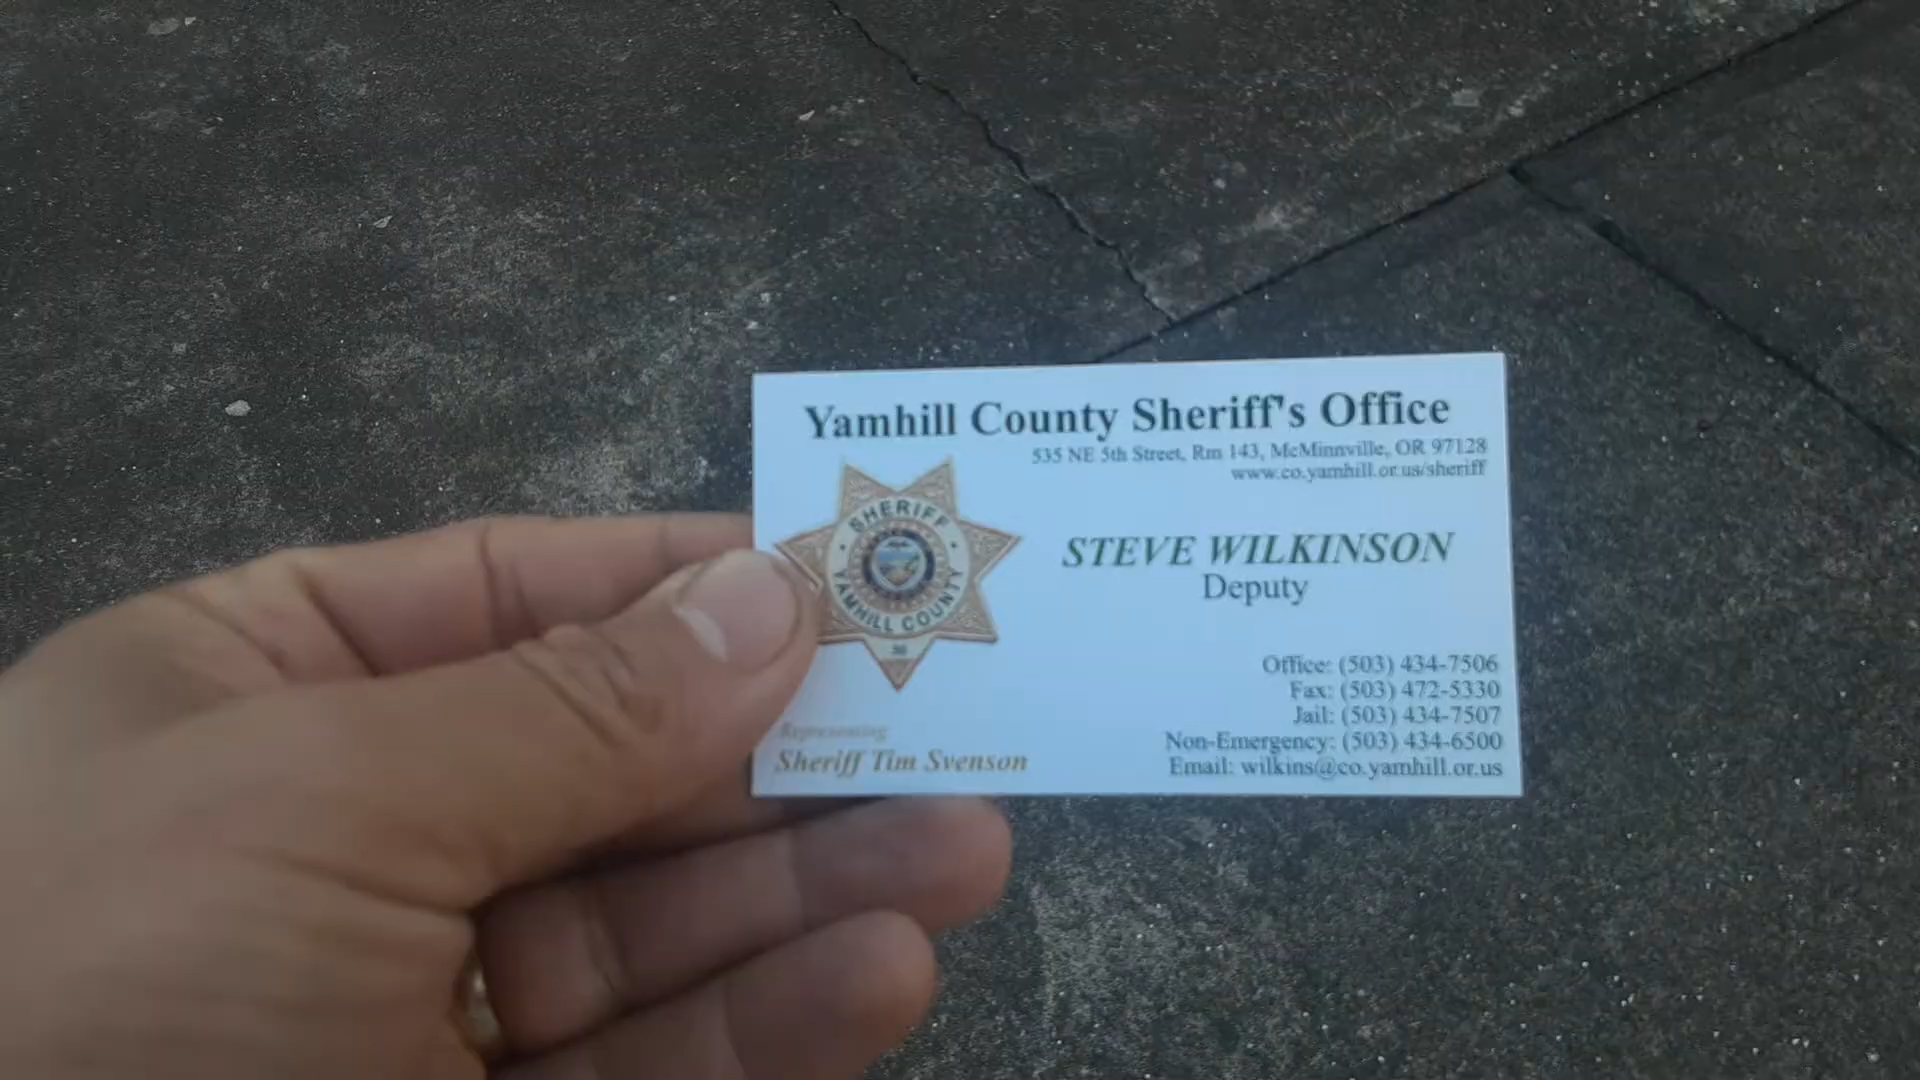 Yamhill County Sheriff's Office
535 NE 5th Street, Rm 143, McMinnville, OR 97128
www.co.yamhill.or.us/sheriff
SHERIFF
YAMHILL COUNTY
STEVE WILKINSON
Deputy
Office: (503) 434-7506
Fax: (503) 472-5330
Jail: (503) 434-7507
Non-Emergency: (503) 434-6500
Email: wilkins@co.yamhill.or.us
Representing
Sheriff Tim Svenson